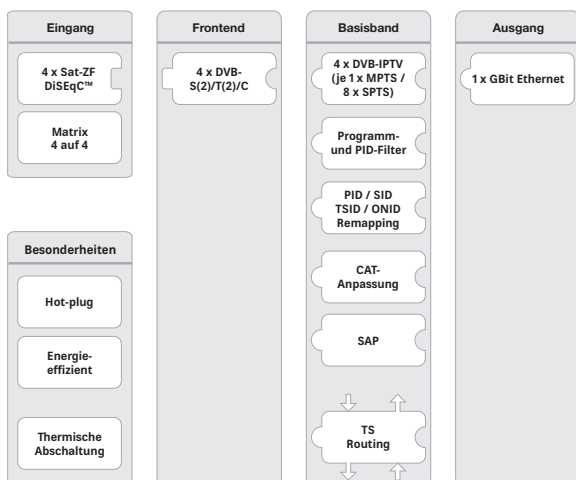 Eingang
4 x Sat-ZF
DiSEqC™
Matrix
4 auf 4
Besonderheiten
Hot-plug
Energie-
effizient
Thermische
Abschaltung
Frontend
4 x DVB-
S(2)/T(2)/C
Basisband
4 x DVB-IPTV
(je 1 x MPTS /
8 x SPTS)
Programm-
und PID-Filter
PID / SID
TSID / ONID
Remapping
CAT-
Anpassung
SAP
TS
Routing
Ausgang
1 x GBit Ethernet